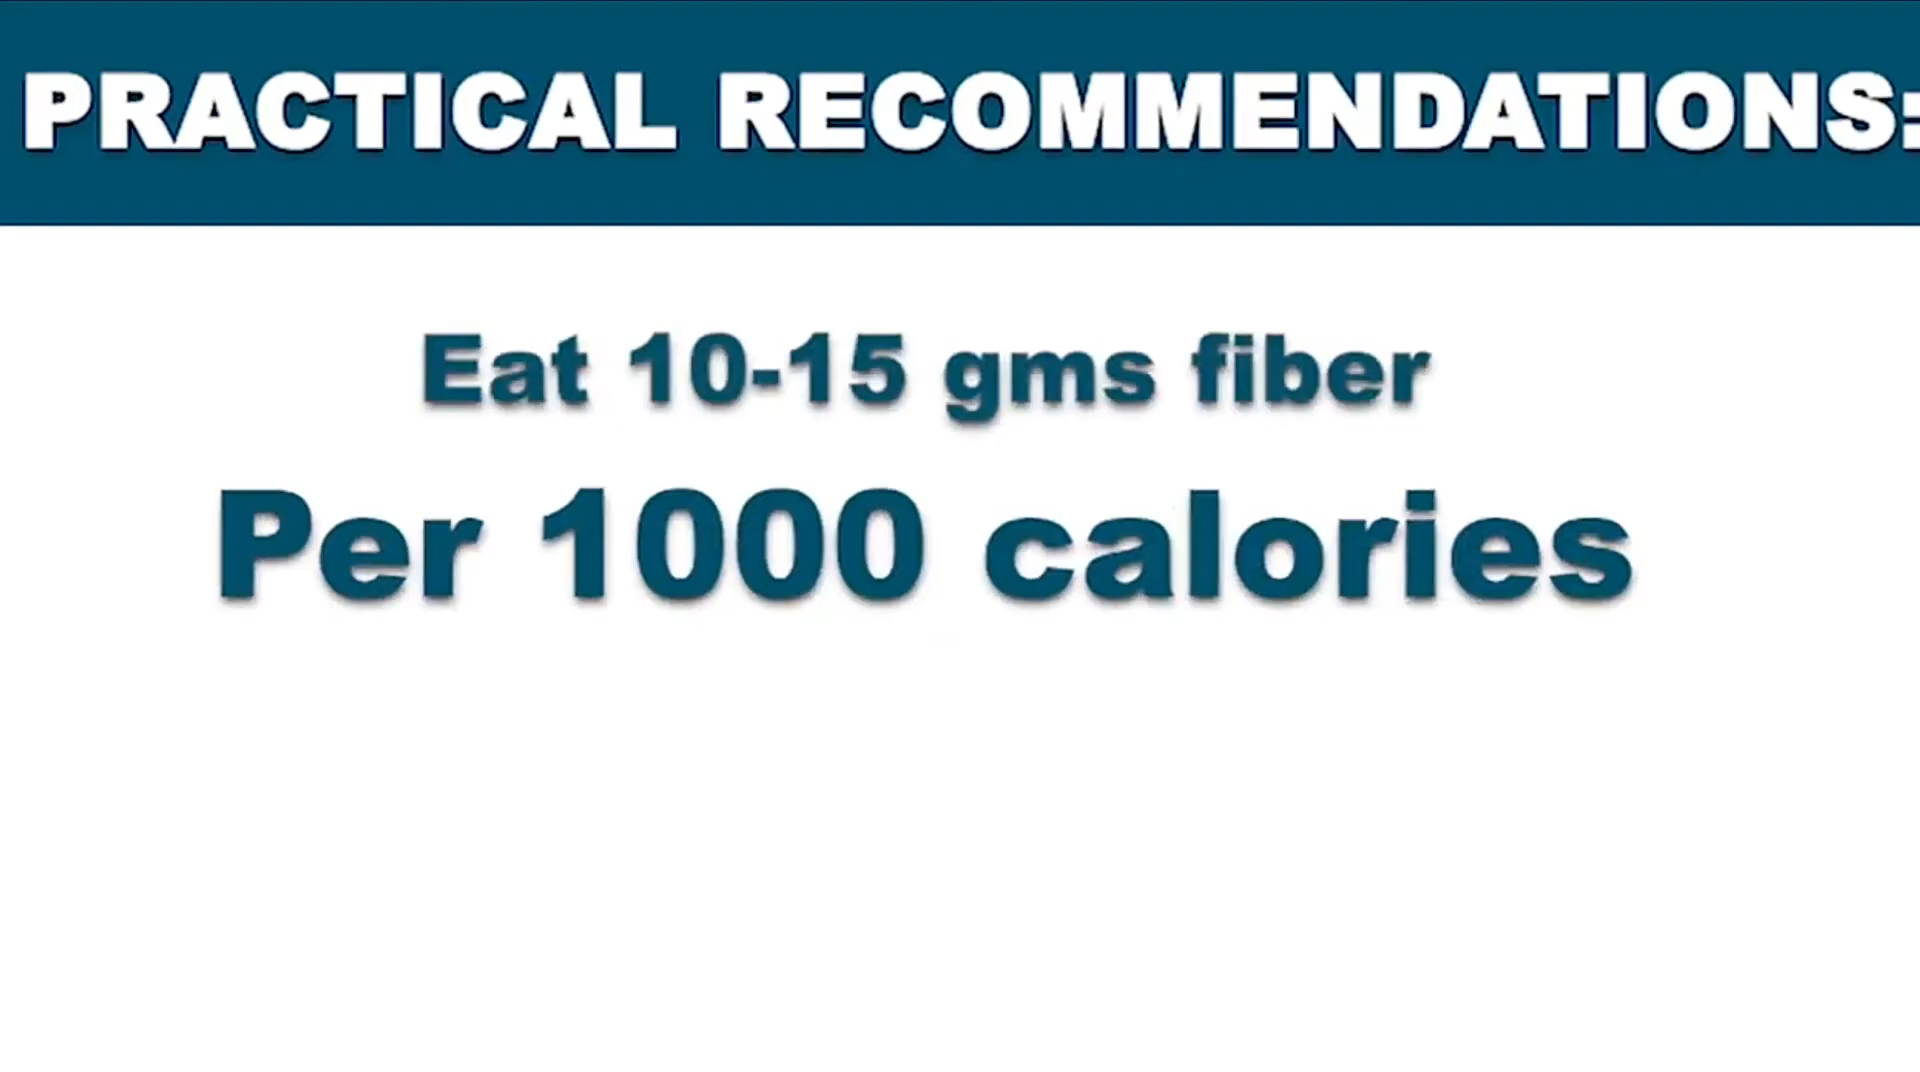 PRACTICAL RECOMMENDATIONS:
Eat 10-15 gms fiber
Per 1000 calories